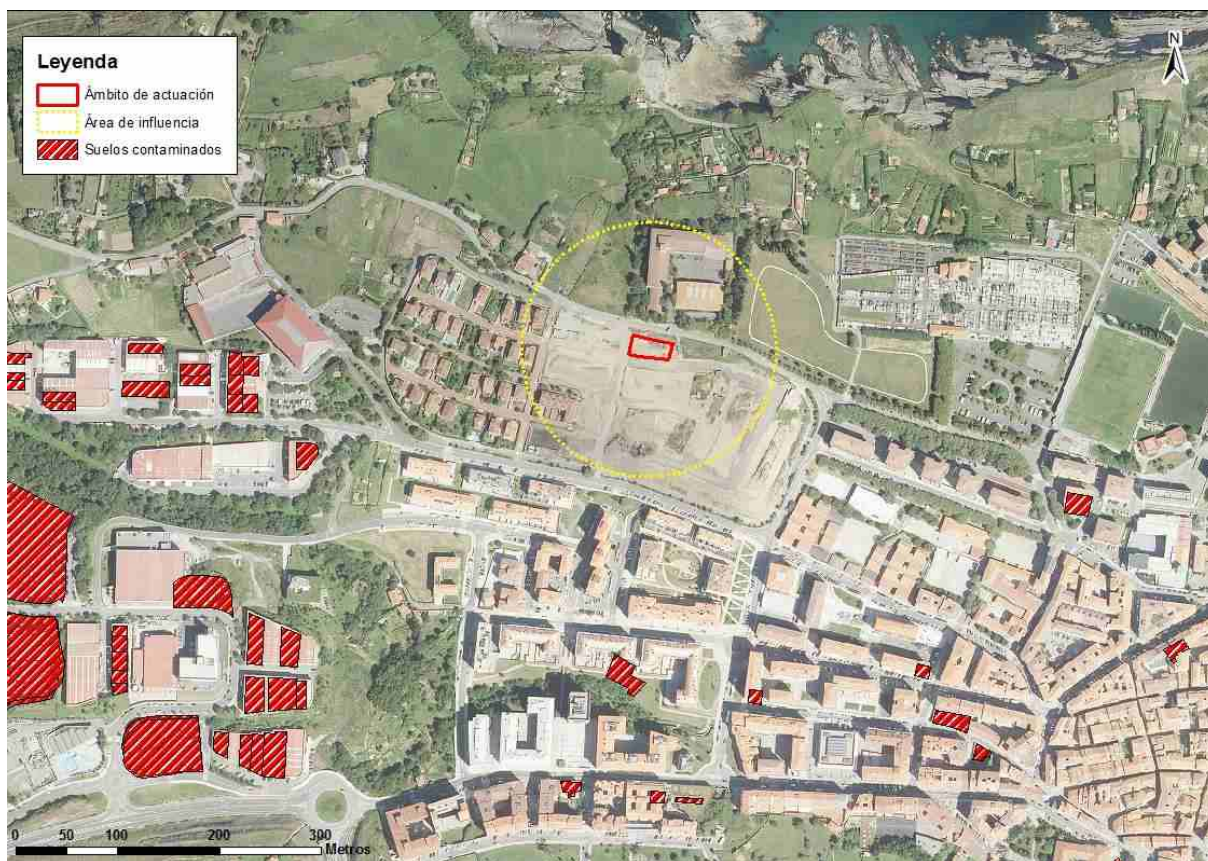 Leyenda
Ámbito de actuación
Área de influencia
Suelos contaminados
N
0 50 100 200 300
Metros